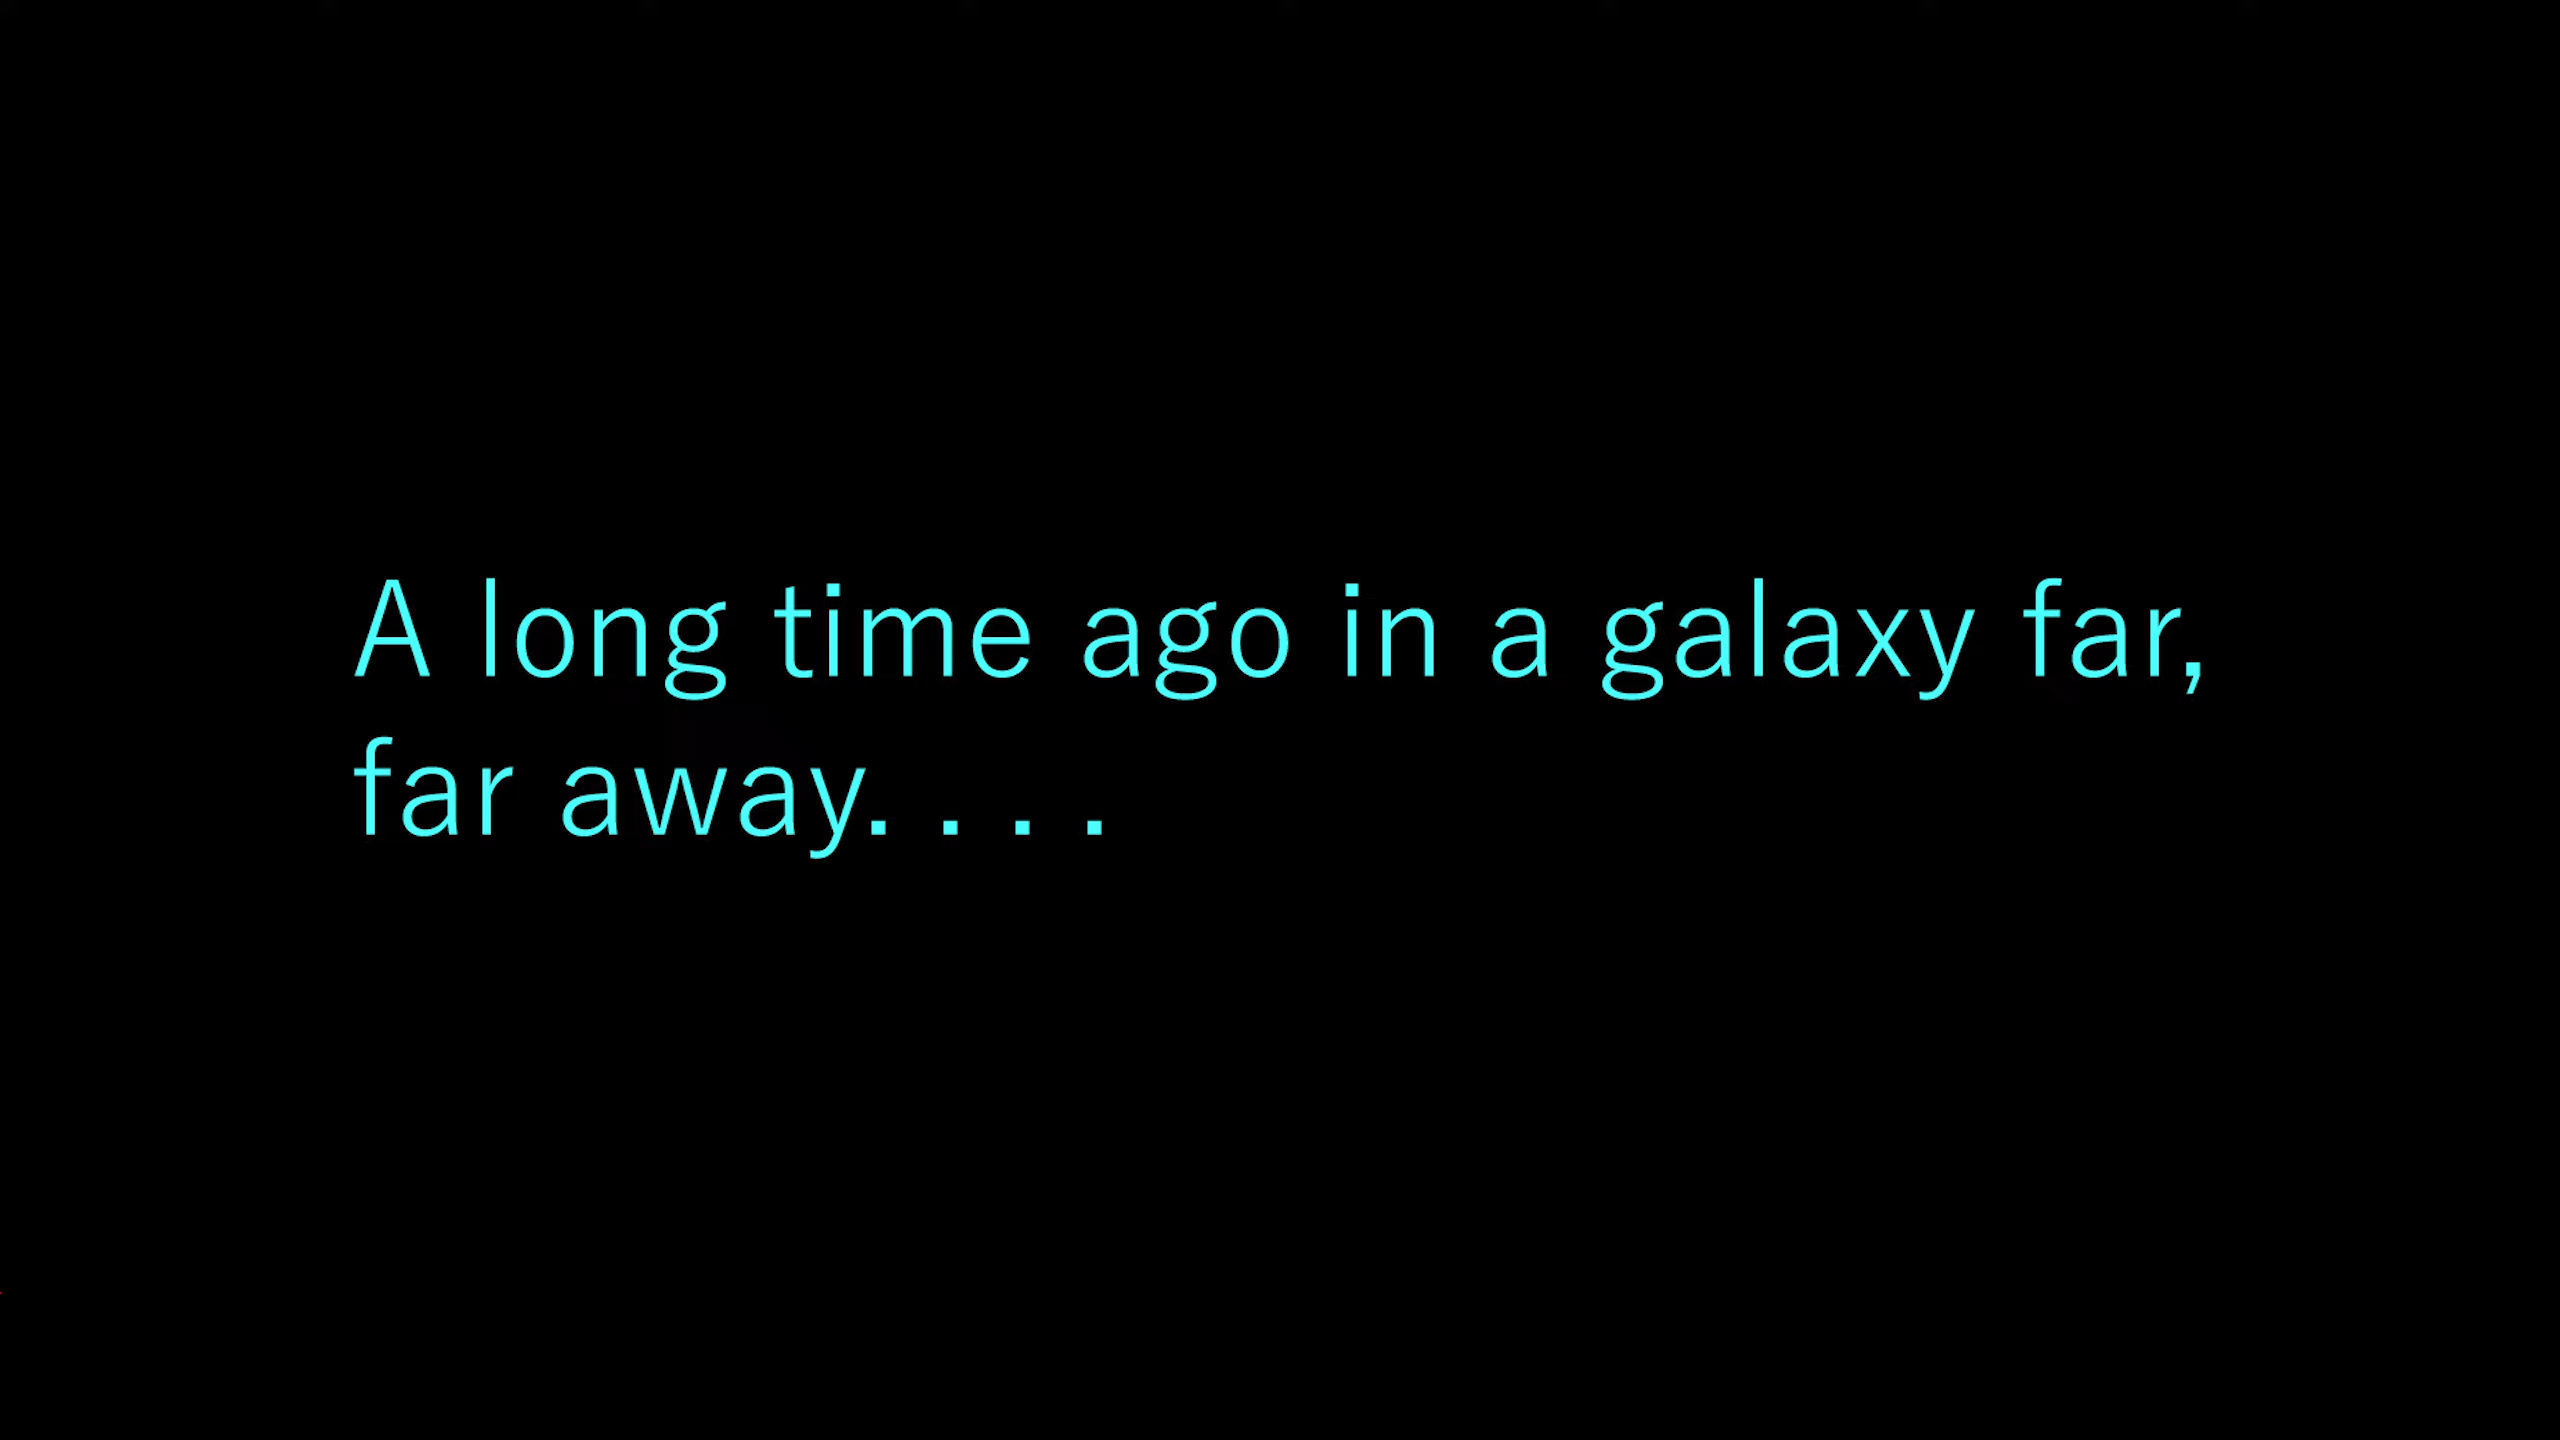 A long time ago in a galaxy far,
far away. . . .